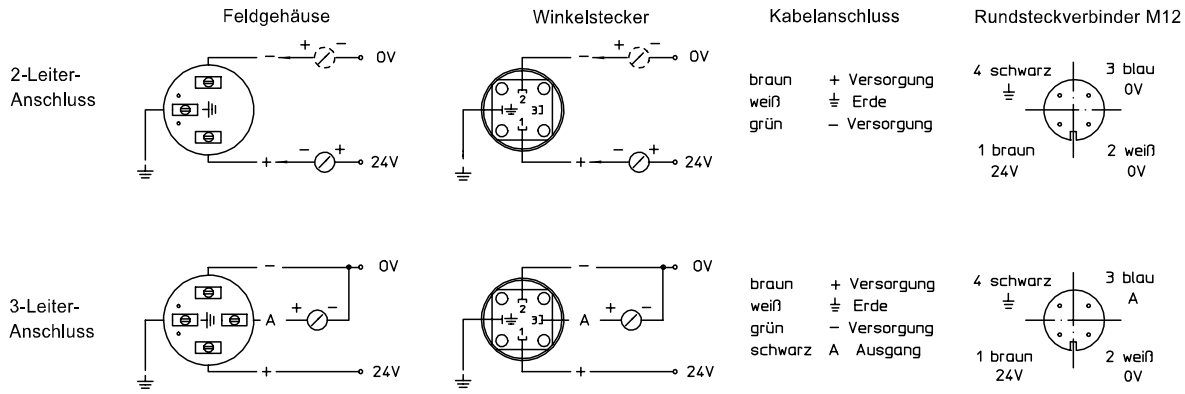 Feldgehäuse
Winkelstecker
Kabelanschluss
Rundsteckverbinder M12
2-Leiter-
Anschluss
− + − 0V
+ − + 24V
− + − 0V
2
3
1
+ − + 24V
braun + Versorgung
weiß Erde
grün − Versorgung
4 schwarz
3 blau
0V
1 braun
24V
2 weiß
0V
3-Leiter-
Anschluss
− 0V
A + −
+ 24V
− 0V
2
3
1
A + −
+ 24V
braun + Versorgung
weiß Erde
grün − Versorgung
schwarz A Ausgang
4 schwarz
3 blau
A
1 braun
24V
2 weiß
0V